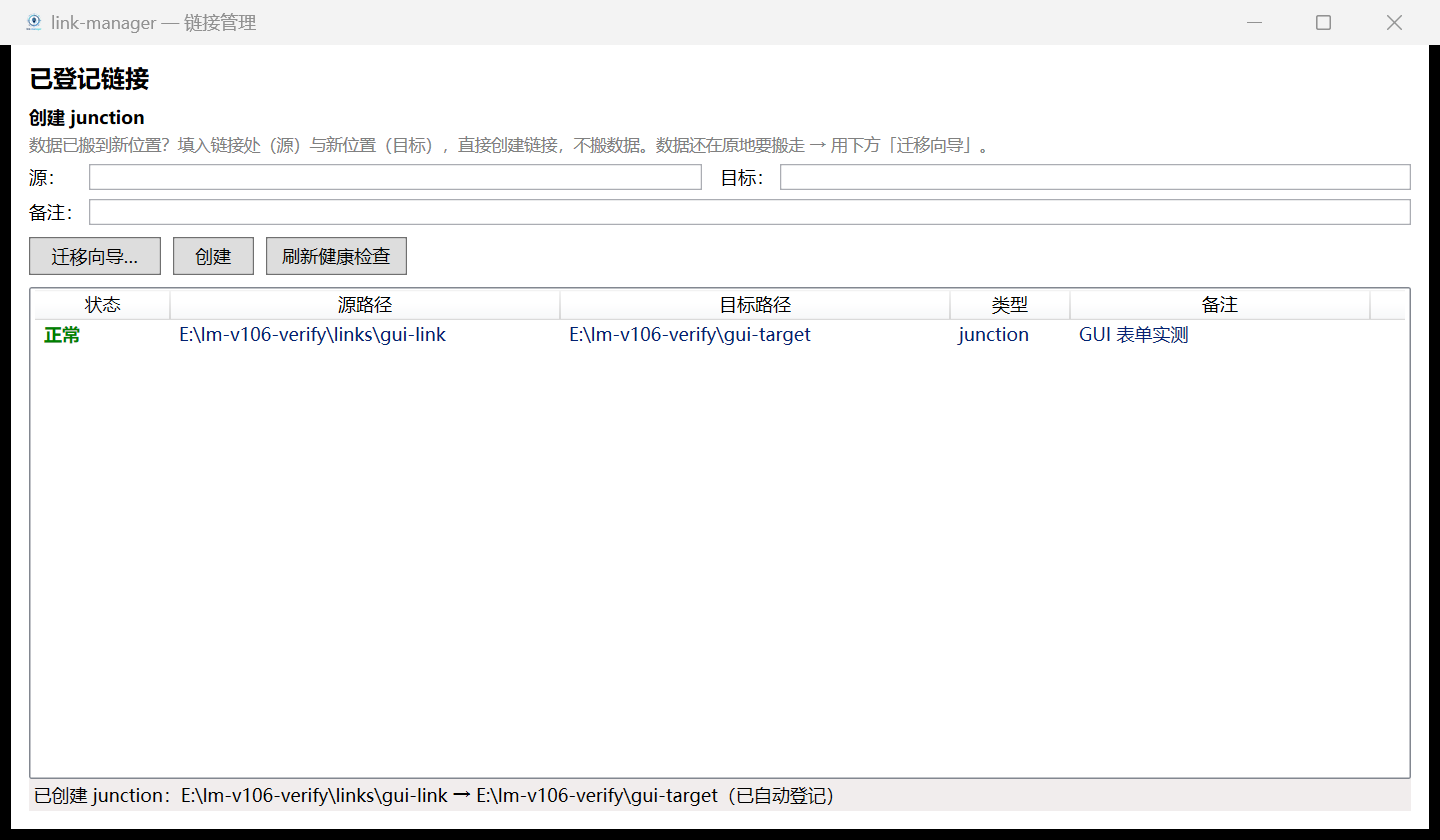 link-manager — 链接管理
已登记链接
创建 junction
数据已搬到新位置？填入链接处（源）与新位置（目标），直接创建链接，不搬数据。数据还在原地要搬走 → 用下方「迁移向导」。
源： 目标：
备注：
迁移向导... 创建 刷新健康检查
状态 源路径 目标路径 类型 备注
正常 E:\lm-v106-verify\links\gui-link E:\lm-v106-verify\gui-target junction GUI 表单实测
已创建 junction：E:\lm-v106-verify\links\gui-link → E:\lm-v106-verify\gui-target（已自动登记）